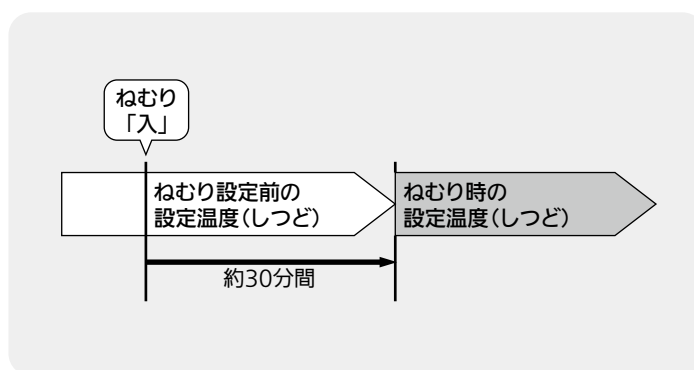 ねむり
「入」
ねむり設定前の
設定温度(しつど)
ねむり時の
設定温度(しつど)
約30分間